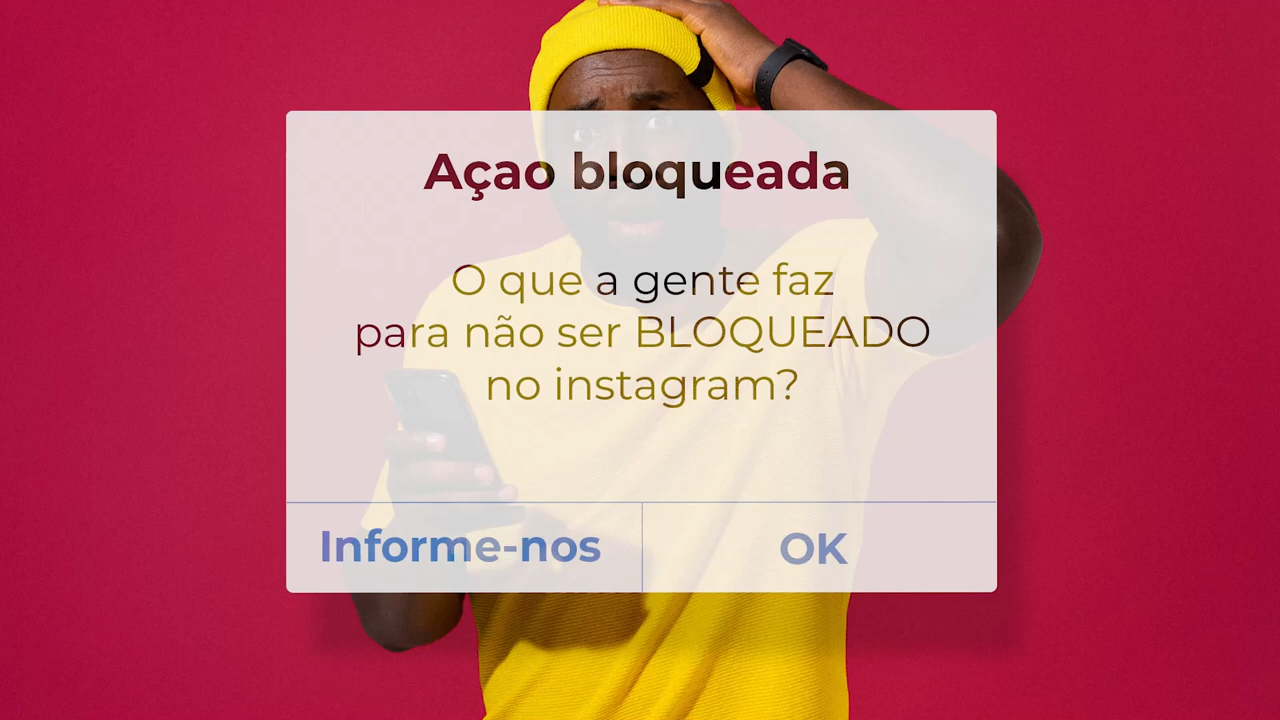 Açao bloqueada
O que a gente faz
para não ser BLOQUEADO
no instagram?
Informe-nos
OK